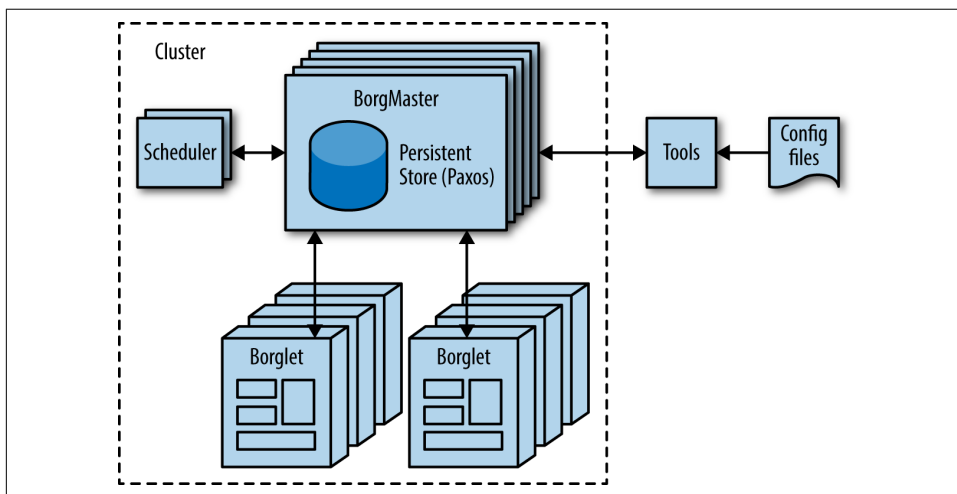 Cluster
BorgMaster
Scheduler
Persistent
Store (Paxos)
Tools
Config
files
Borglet
Borglet